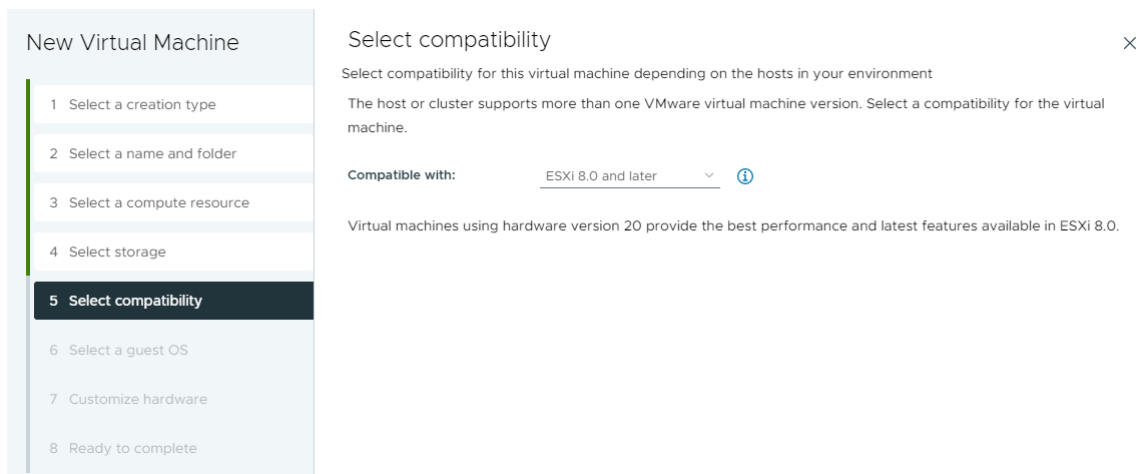 New Virtual Machine
1 Select a creation type
2 Select a name and folder
3 Select a compute resource
4 Select storage
5 Select compatibility
6 Select a guest OS
7 Customize hardware
8 Ready to complete
Select compatibility
Select compatibility for this virtual machine depending on the hosts in your environment
The host or cluster supports more than one VMware virtual machine version. Select a compatibility for the virtual
machine.
Compatible with: ESXi 8.0 and later
Virtual machines using hardware version 20 provide the best performance and latest features available in ESXi 8.0.